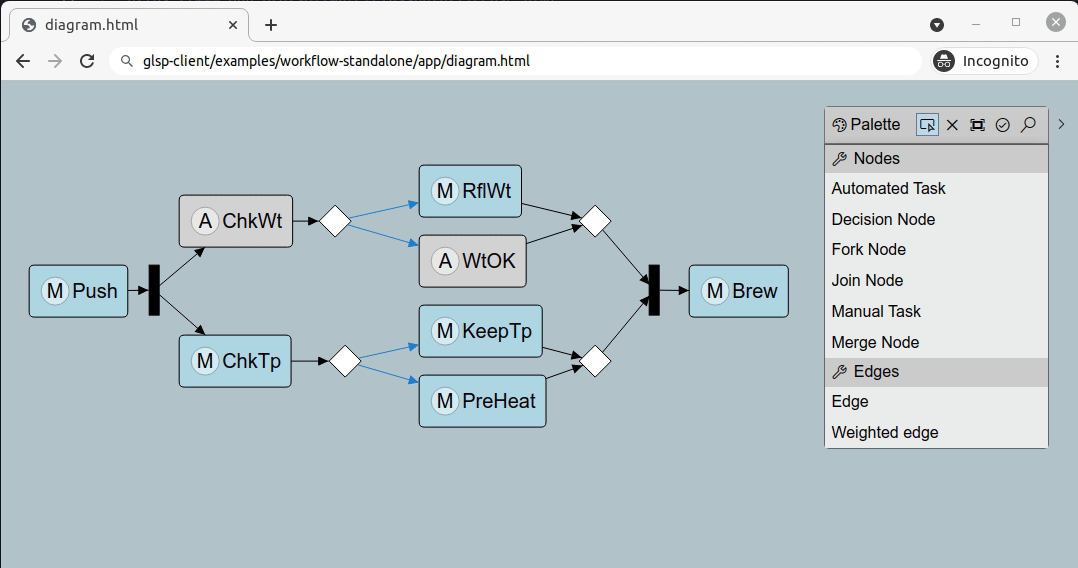 diagram.html
glsp-client/examples/workflow-standalone/app/diagram.html
Incognito
Palette
Nodes
Automated Task
Decision Node
Fork Node
Join Node
Manual Task
Merge Node
Edges
Edge
Weighted edge
M Push
A ChkWt
M ChkTp
M RflWt
A WtOK
M KeepTp
M PreHeat
M Brew